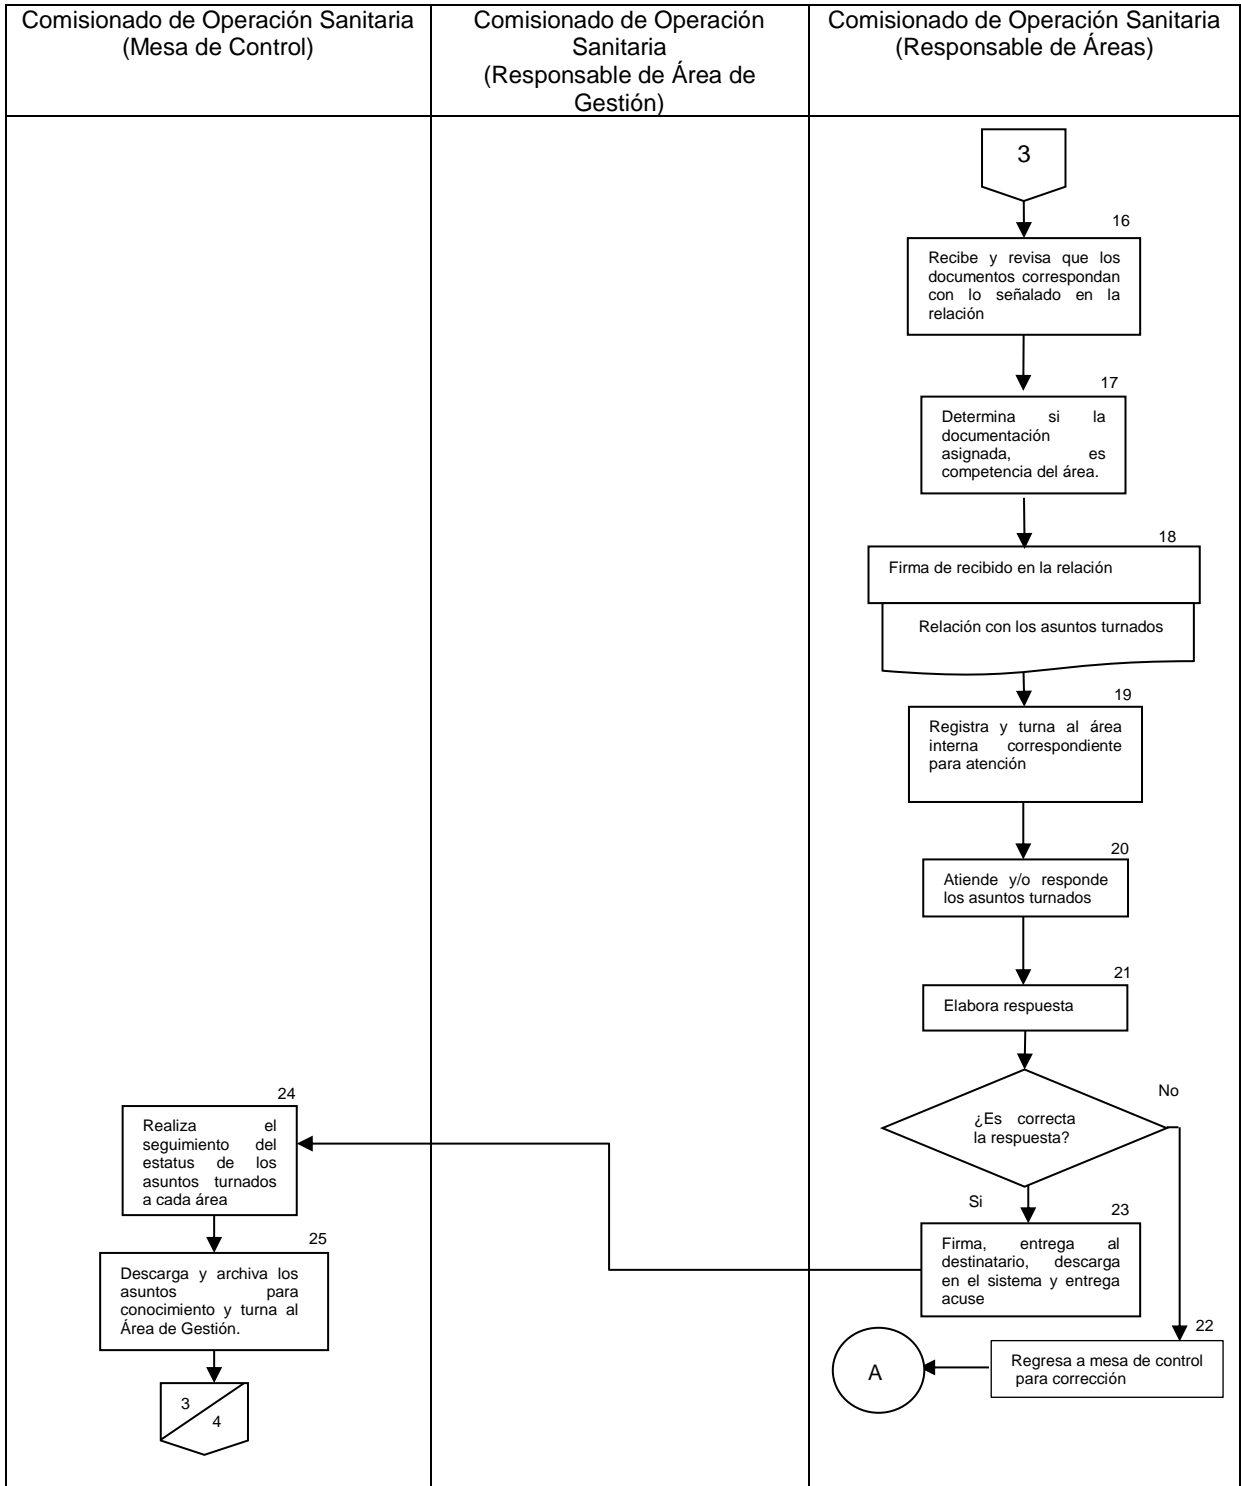 Comisionado de Operación Sanitaria
(Mesa de Control)
Comisionado de Operación
Sanitaria
(Responsable de Área de
Gestión)
Comisionado de Operación Sanitaria
(Responsable de Áreas)
3
16
Recibe y revisa que los
documentos correspondan
con lo señalado en la
relación
17
Determina si la
documentación
asignada, es
competencia del área.
18
Firma de recibido en la relación
Relación con los asuntos turnados
19
Registra y turna al área
interna correspondiente
para atención
20
Atiende y/o responde
los asuntos turnados
21
Elabora respuesta
¿Es correcta
la respuesta?
No
Si
23
Firma, entrega al
destinatario, descarga
en el sistema y entrega
acuse
22
Regresa a mesa de control
para corrección
A
24
Realiza el
seguimiento del
estatus de los
asuntos turnados
a cada área
25
Descarga y archiva los
asuntos para
conocimiento y turna al
Área de Gestión.
3
4